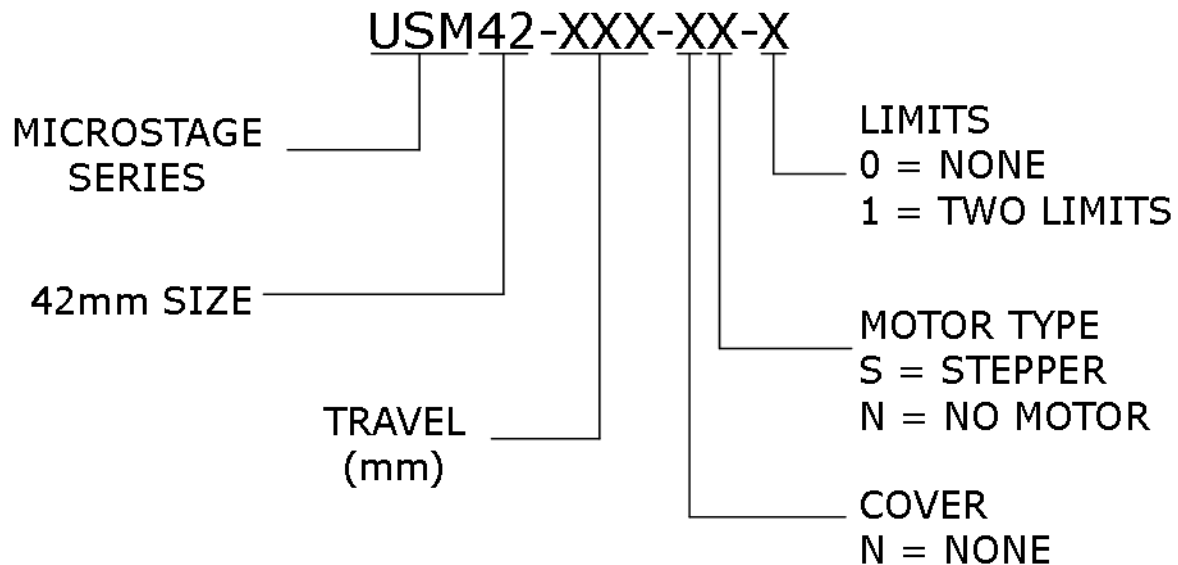 USM42-XXX-XX-X
MICROSTAGE
SERIES
42mm SIZE
TRAVEL
(mm)
LIMITS
0 = NONE
1 = TWO LIMITS
MOTOR TYPE
S = STEPPER
N = NO MOTOR
COVER
N = NONE